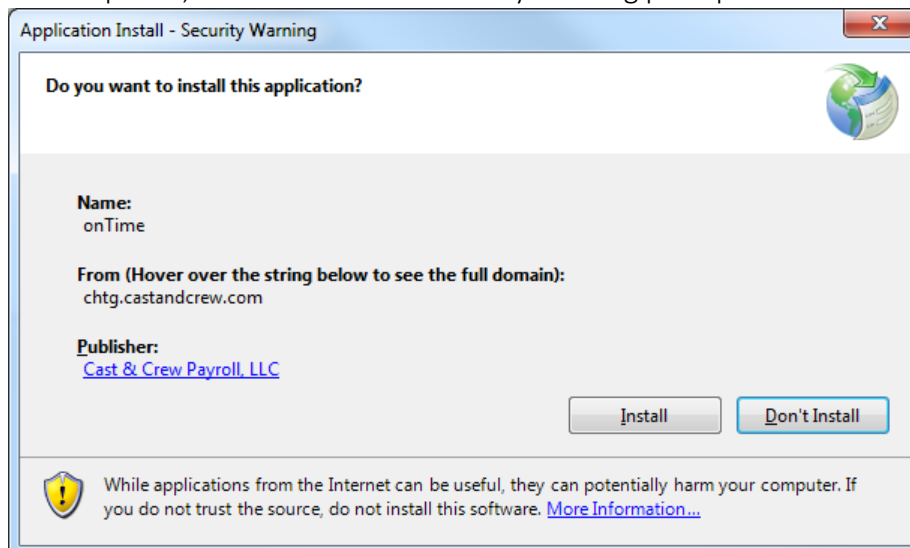 Application Install - Security Warning
Do you want to install this application?
Name:
onTime
From (Hover over the string below to see the full domain):
chtg.castandcrew.com
Publisher:
Cast & Crew Payroll, LLC
Install
Don't Install
While applications from the Internet can be useful, they can potentially harm your computer. If
you do not trust the source, do not install this software. More Information...